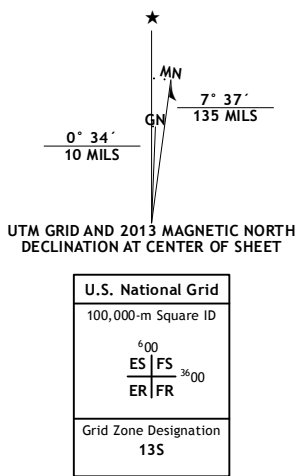 ★
MN
GN
7° 37´
135 MILS
0° 34´
10 MILS
UTM GRID AND 2013 MAGNETIC NORTH
DECLINATION AT CENTER OF SHEET
U.S. National Grid
100,000-m Square ID
⁶00
ES FS
³⁶00
ER FR
Grid Zone Designation
13S